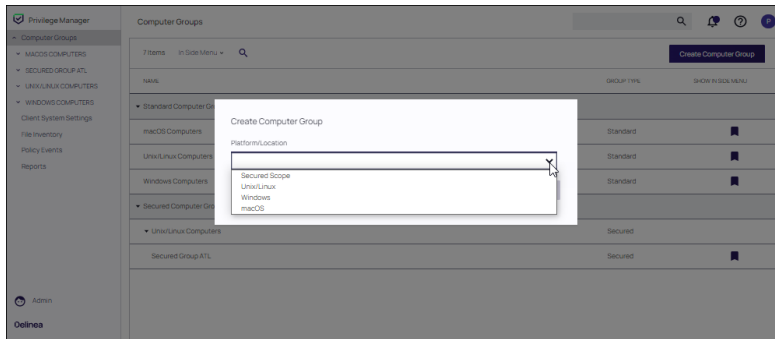 Privilege Manager
Computer Groups
P
Computer Groups
MACOS COMPUTERS
SECURED GROUP ATL
UNIX/LINUX COMPUTERS
WINDOWS COMPUTERS
Client System Settings
File Inventory
Policy Events
Reports
Admin
Delinea
7 Items
In Side Menu
Create Computer Group
NAME
GROUP TYPE
SHOW IN SIDE MENU
Standard Computer Gr
macOS Computers
Standard
Unix/Linux Computers
Standard
Windows Computers
Standard
Secured Computer Gro
Unix/Linux Computers
Secured
Secured Group ATL
Secured
Create Computer Group
Platform/Location
Secured Scope
Unix/Linux
Windows
macOS